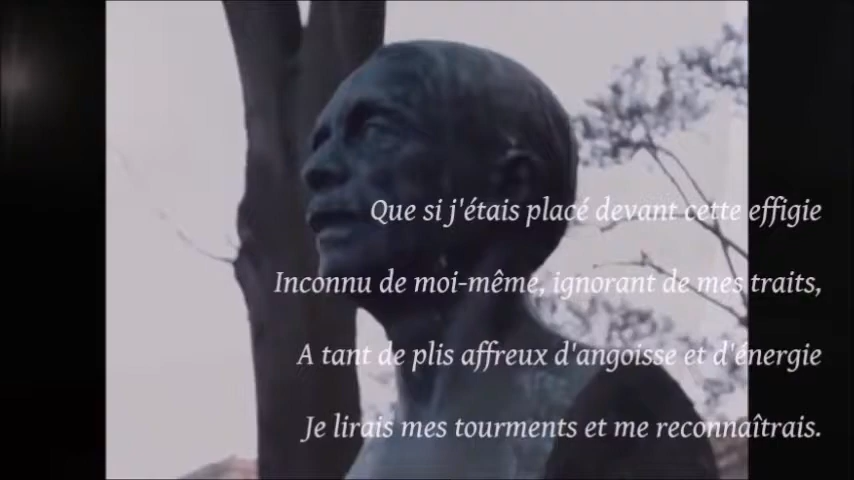 Que si j'étais placé devant cette effigie
Inconnu de moi-même, ignorant de mes traits,
A tant de plis affreux d'angoisse et d'énergie
Je lirais mes tourments et me reconnaîtrais.